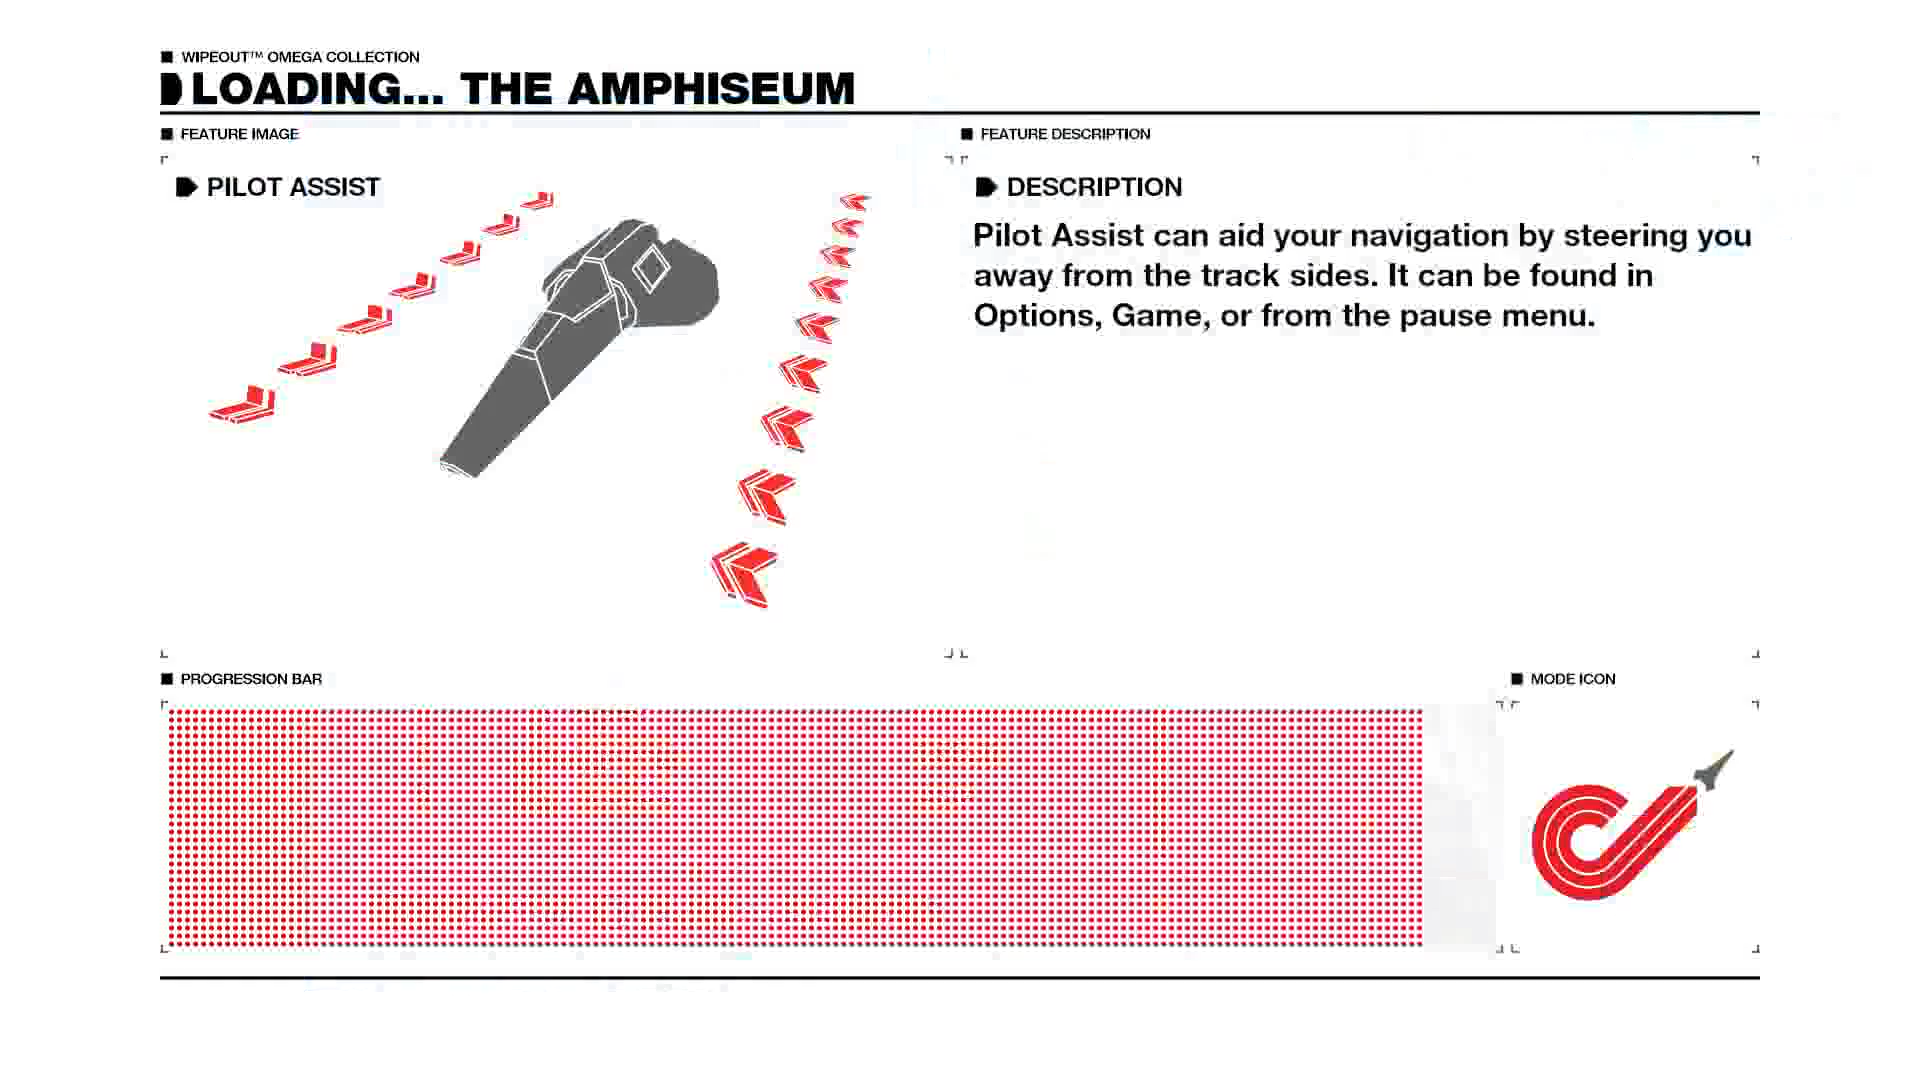 WIPEOUT™ OMEGA COLLECTION
LOADING... THE AMPHISEUM
FEATURE IMAGE
PILOT ASSIST
FEATURE DESCRIPTION
DESCRIPTION
Pilot Assist can aid your navigation by steering you
away from the track sides. It can be found in
Options, Game, or from the pause menu.
PROGRESSION BAR
MODE ICON